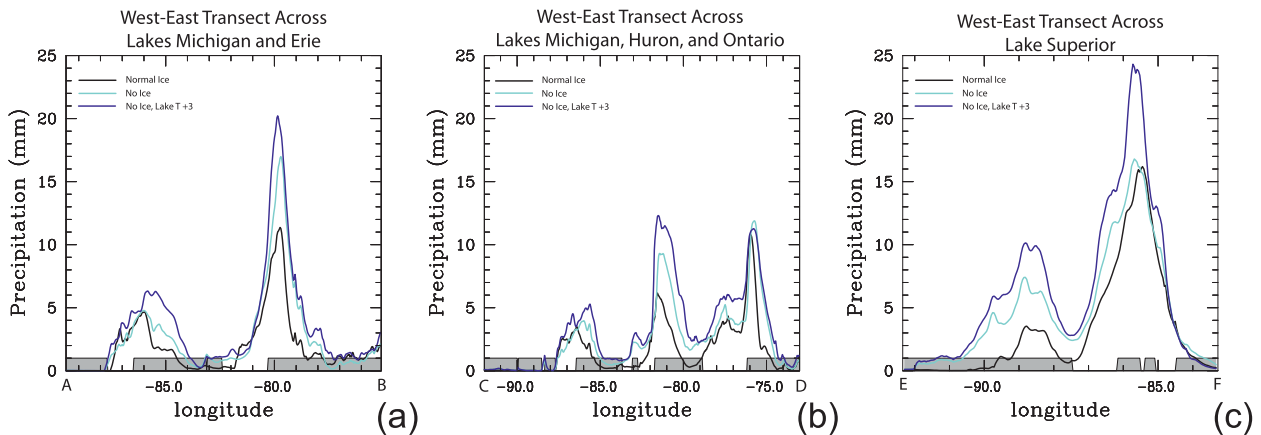 West-East Transect Across
Lakes Michigan and Erie
25
20
15
10
5
0
Precipitation (mm)
Normal Ice
No Ice
No Ice, Lake T +3
A
−85.0
−80.0
B
longitude
(a)
West-East Transect Across
Lakes Michigan, Huron, and Ontario
25
20
15
10
5
0
Precipitation (mm)
Normal Ice
No Ice
No Ice, Lake T +3
C
−90.0
−85.0
−80.0
−75.0
D
longitude
(b)
West-East Transect Across
Lake Superior
25
20
15
10
5
0
Precipitation (mm)
Normal Ice
No Ice
No Ice, Lake T +3
E
−90.0
−85.0
F
longitude
(c)